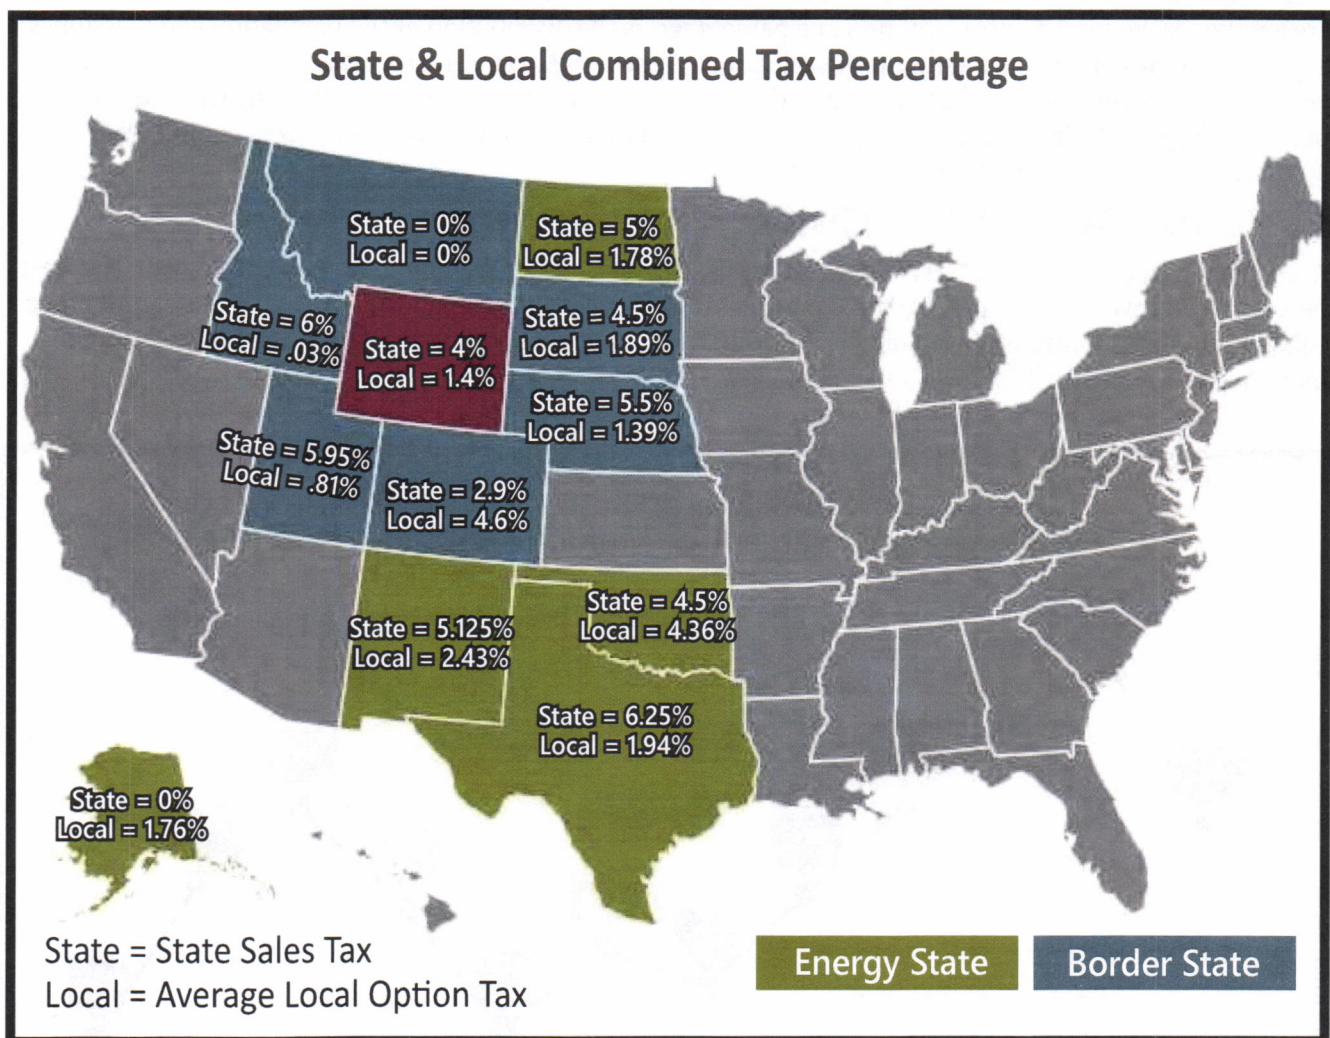 State & Local Combined Tax Percentage
State = 0%
Local = 0%
State = 5%
Local = 1.78%
State = 6%
Local = .03%
State = 4%
Local = 1.4%
State = 4.5%
Local = 1.89%
State = 5.5%
Local = 1.39%
State = 5.95%
Local = .81%
State = 2.9%
Local = 4.6%
State = 5.125%
Local = 2.43%
State = 4.5%
Local = 4.36%
State = 6.25%
Local = 1.94%
State = 0%
Local = 1.76%
State = State Sales Tax
Local = Average Local Option Tax
Energy State
Border State